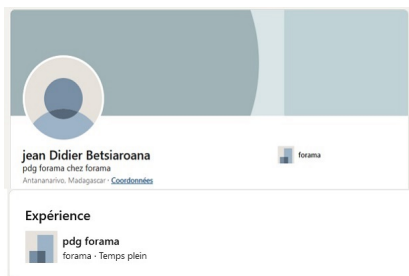 jean Didier Betsiaroana
pdg forama chez forama
forama
Antananarivo, Madagascar · Coordonnées
Expérience
pdg forama
forama · Temps plein